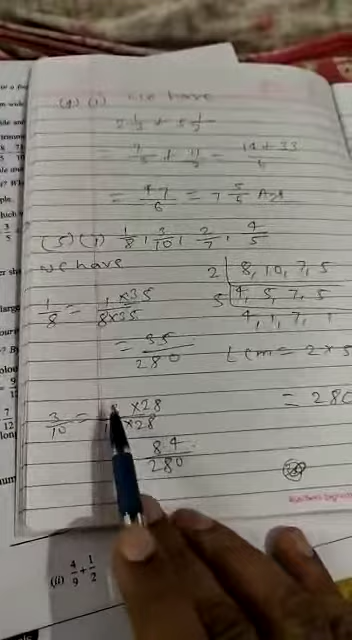 (4) (i) we have
2 1/3 + 5 1/2
7/3 + 11/2 = 14 + 33/6
= 47/6 = 7 5/6 Ans
(5) (i) 1/8, 3/10, 2/7, 4/5
we have
2 | 8, 10, 7, 5
5 | 4, 5, 7, 5
4, 1, 7, 1
1/8 = 1 × 35/8 × 35
= 35/280
Lcm = 2 × 5
= 280
3/10 = × 28/× 28
84/280
(ii) 4/9 + 1/2